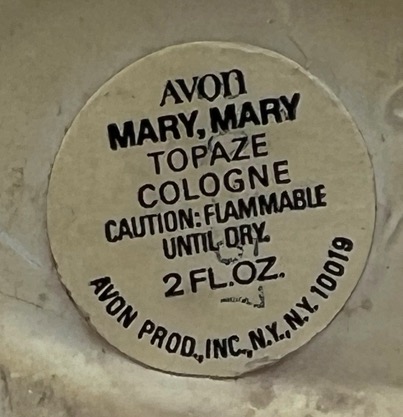 AVON
MARY, MARY
TOPAZE
COLOGNE
CAUTION: FLAMMABLE
UNTIL DRY.
2 FL.OZ.
AVON PROD., INC., N.Y., N.Y. 10019